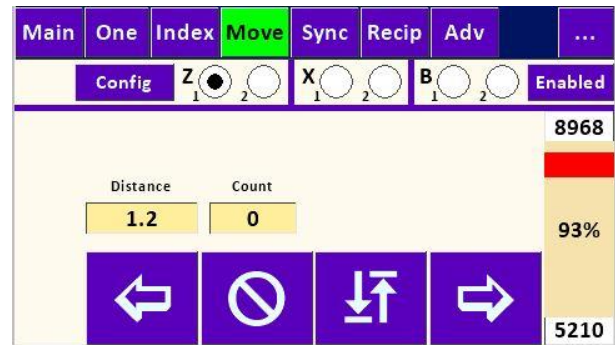 Main One Index Move Sync Recip Adv ...
Config Z 1 2 X 1 2 B 1 2 Enabled
8968
Distance Count
1.2 0 93%
5210